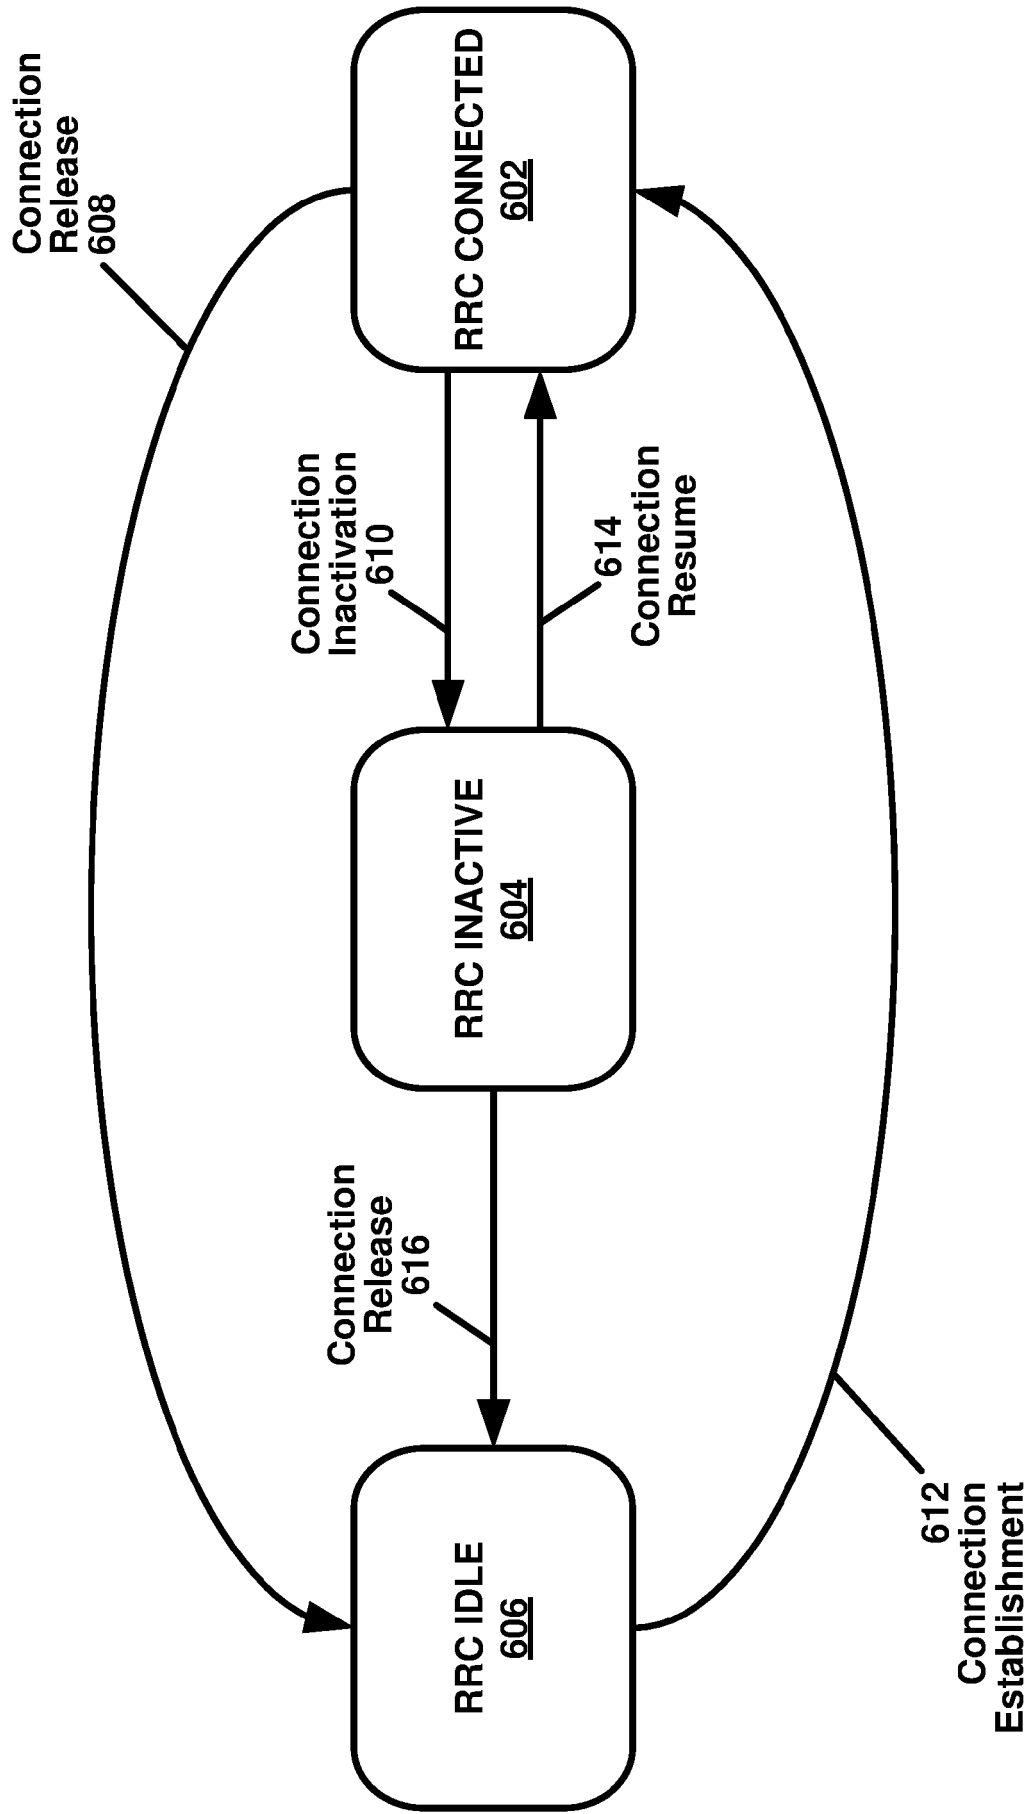 Connection
Release
608
RRC IDLE
606
Connection
Release
616
RRC INACTIVE
604
Connection
Inactivation
610
614
Connection
Resume
RRC CONNECTED
602
612
Connection
Establishment